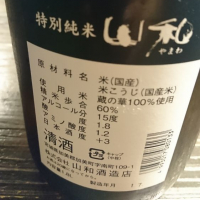 特別純米 山和
やまわ
原材料名 米(国産)
米こうじ(国産米)
使用米 蔵の華100%使用
精米歩合 60%
アルコール分 15度
酸度 1.8
アミノ酸度 1.2
日本酒度 +3
清酒
山和酒造店
製造年月 17